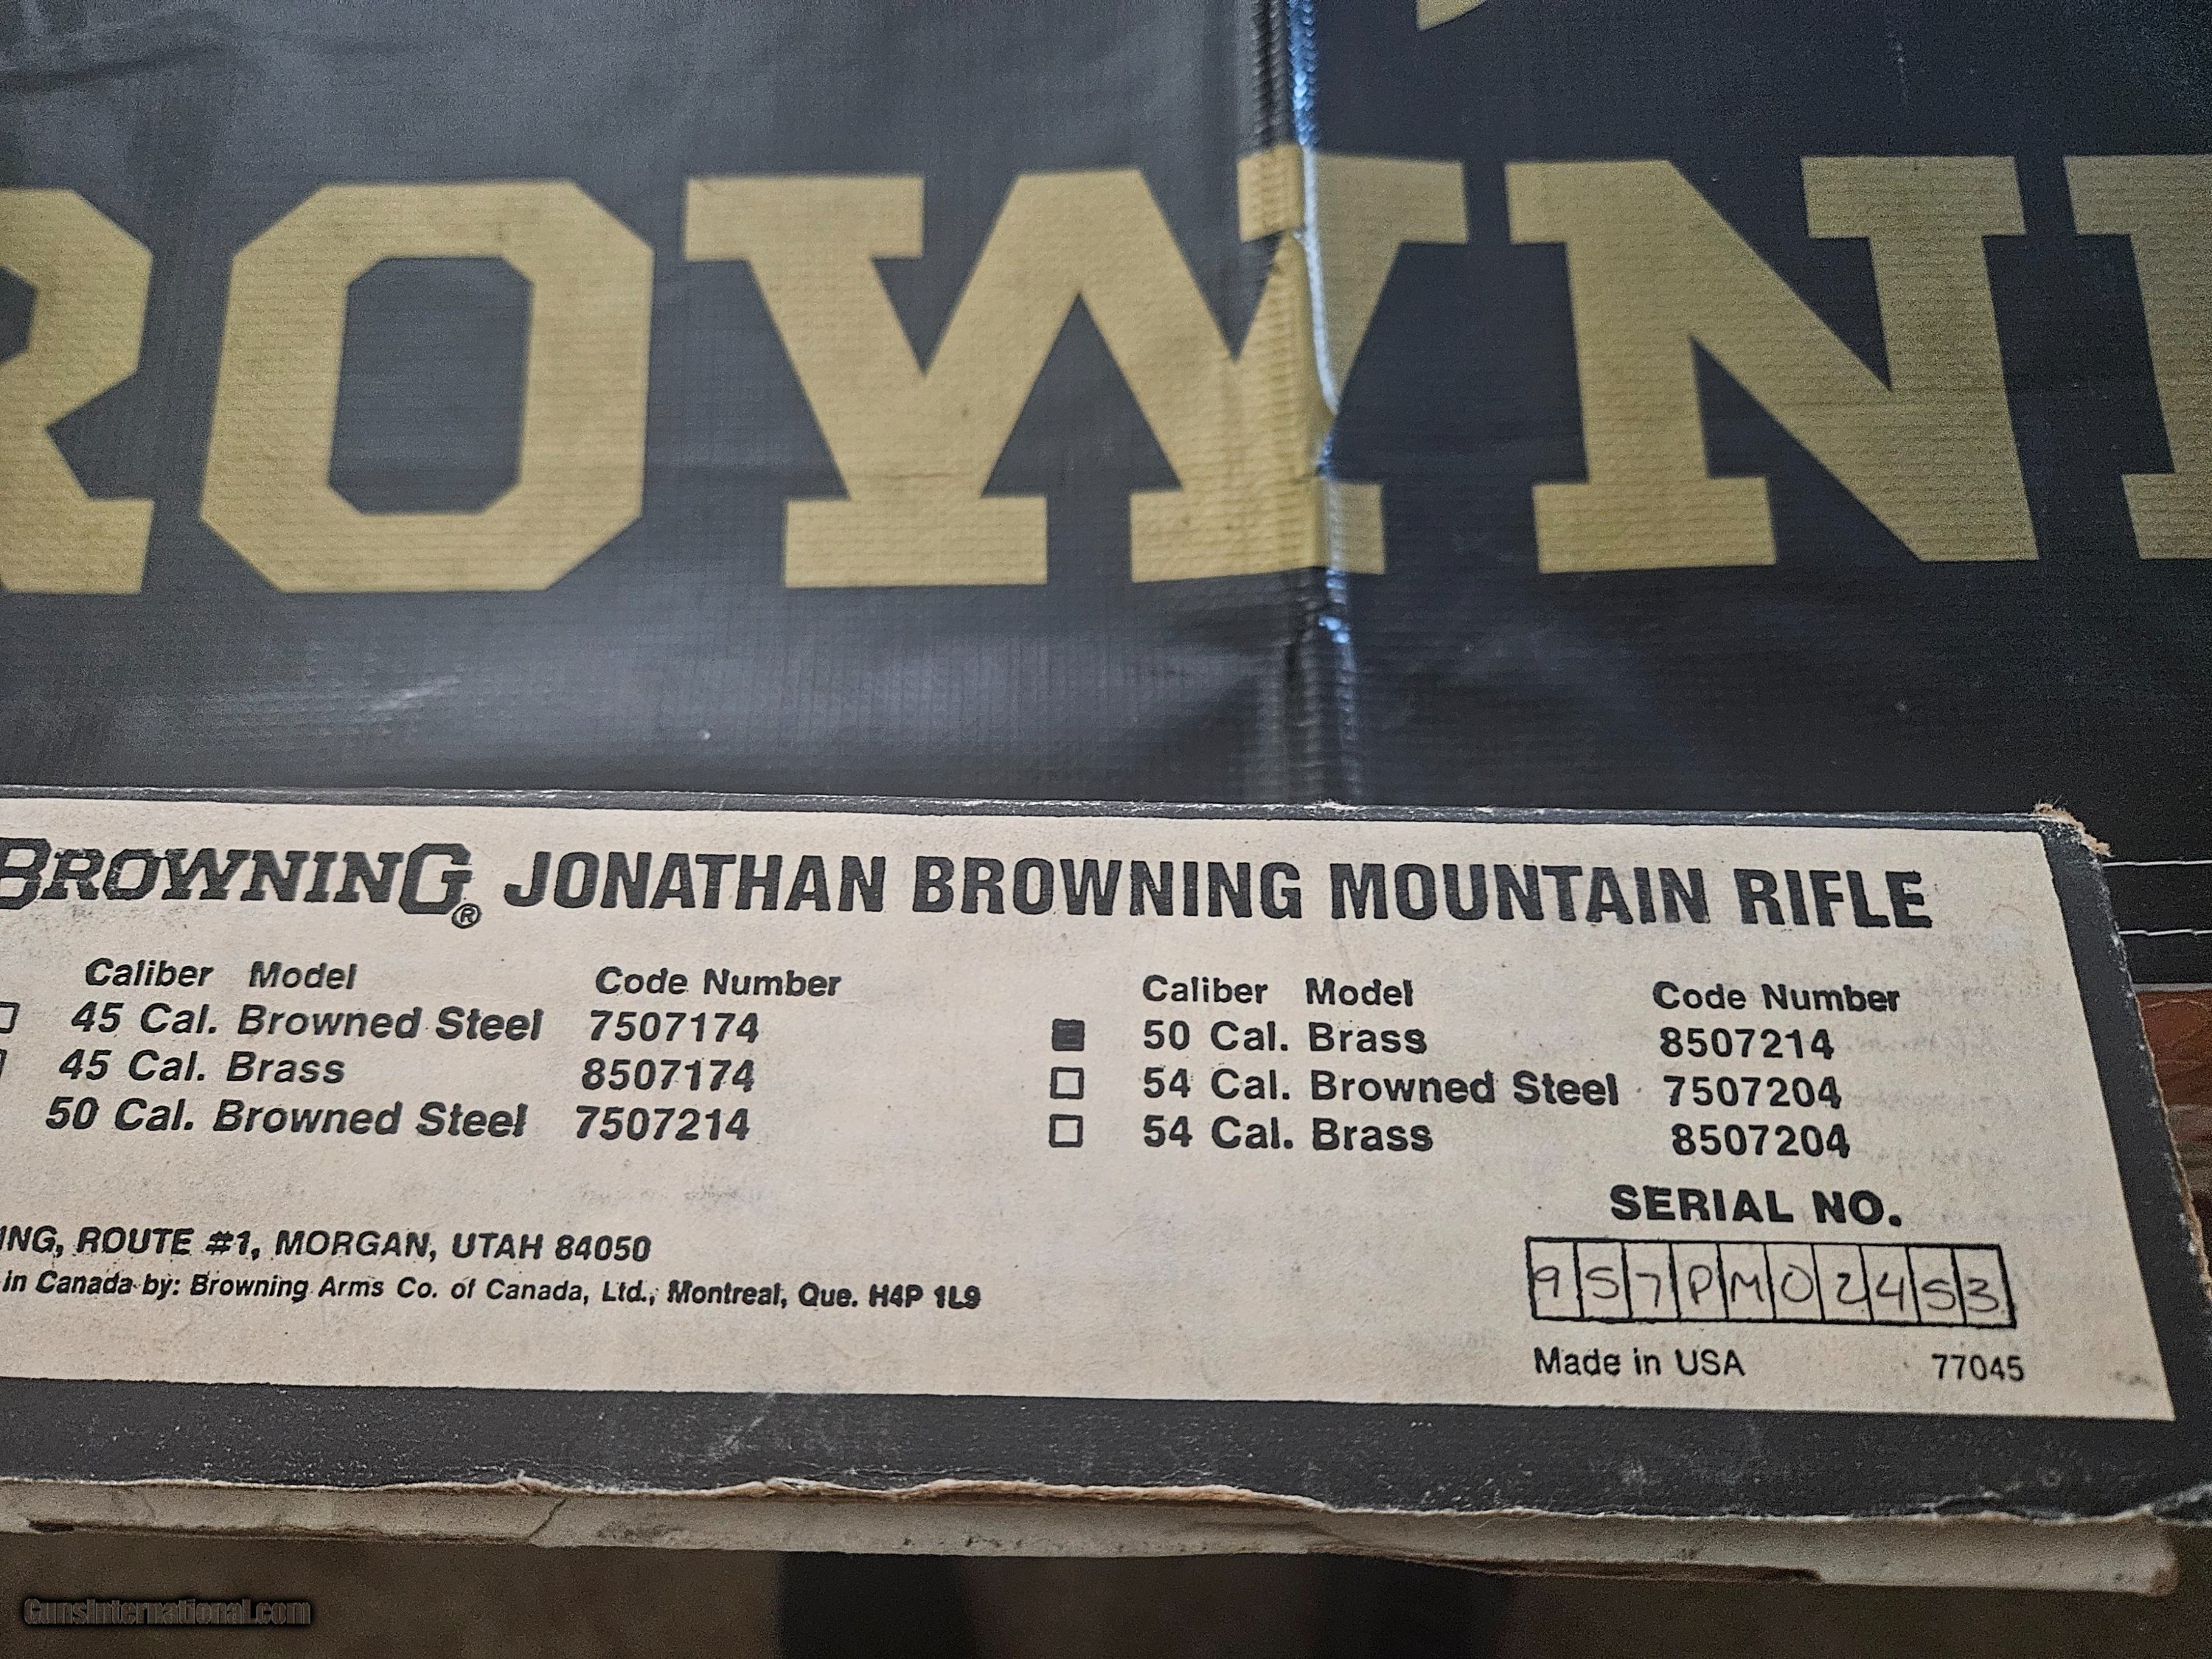 ROWNI
BROWNING® JONATHAN BROWNING MOUNTAIN RIFLE
Caliber Model Code Number
45 Cal. Browned Steel 7507174
45 Cal. Brass 8507174
50 Cal. Browned Steel 7507214
Caliber Model Code Number
50 Cal. Brass 8507214
54 Cal. Browned Steel 7507204
54 Cal. Brass 8507204
SERIAL NO.
957PM02453
ING, ROUTE #1, MORGAN, UTAH 84050
in Canada by: Browning Arms Co. of Canada, Ltd., Montreal, Que. H4P 1L9
Made in USA 77045
GunsInternational.com